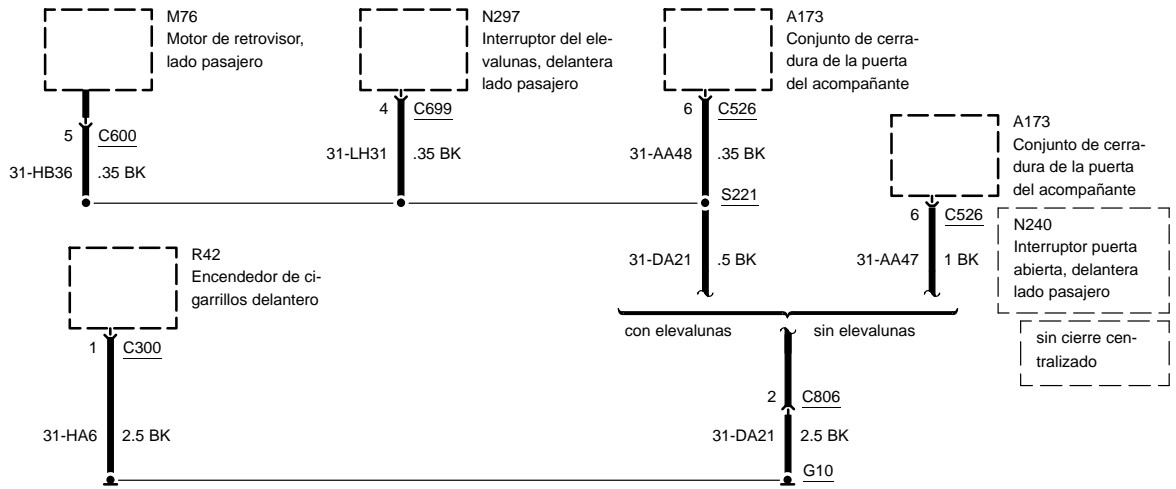 M76
Motor de retrovisor,
lado pasajero
N297
Interruptor del ele-
valunas, delantera
lado pasajero
A173
Conjunto de cerra-
dura de la puerta
del acompañante
5 C600
4 C699
6 C526
31-HB36 .35 BK
31-LH31 .35 BK
31-AA48 .35 BK
S221
A173
Conjunto de cerra-
dura de la puerta
del acompañante
6 C526
31-AA47 1 BK
N240
Interruptor puerta
abierta, delantera
lado pasajero
sin cierre cen-
tralizado
R42
Encendedor de ci-
garrillos delantero
31-DA21 .5 BK
con elevalunas sin elevalunas
1 C300
2 C806
31-HA6 2.5 BK
31-DA21 2.5 BK
G10